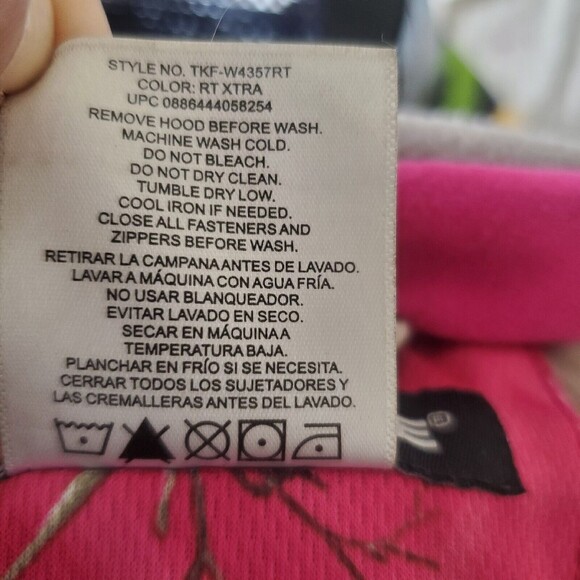 STYLE NO. TKF-W4357RT
COLOR: RT XTRA
UPC 0886444058254
REMOVE HOOD BEFORE WASH.
MACHINE WASH COLD.
DO NOT BLEACH.
DO NOT DRY CLEAN.
TUMBLE DRY LOW.
COOL IRON IF NEEDED.
CLOSE ALL FASTENERS AND
ZIPPERS BEFORE WASH.
RETIRAR LA CAMPANA ANTES DE LAVADO.
LAVAR A MÁQUINA CON AGUA FRÍA.
NO USAR BLANQUEADOR.
EVITAR LAVADO EN SECO.
SECAR EN MÁQUINA A
TEMPERATURA BAJA.
PLANCHAR EN FRÍO SI SE NECESITA.
CERRAR TODOS LOS SUJETADORES Y
LAS CREMALLERAS ANTES DEL LAVADO.